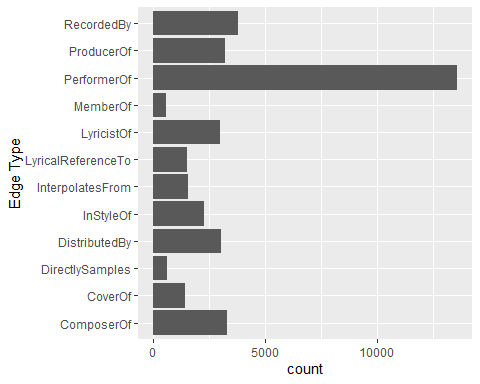 RecordedBy
ProducerOf
PerformerOf
MemberOf
LyricistOf
LyricalReferenceTo
InterpolatesFrom
InStyleOf
DistributedBy
DirectlySamples
CoverOf
ComposerOf
Edge Type
0 5000 10000
count